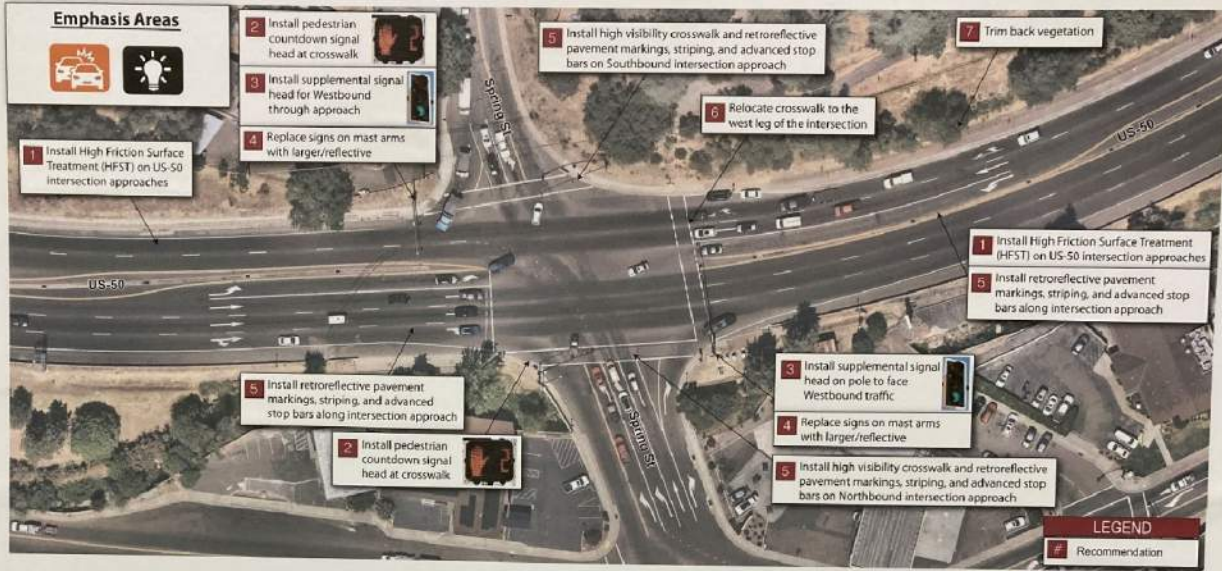 Emphasis Areas
2 Install pedestrian
countdown signal
head at crosswalk
3 Install supplemental signal
head for Westbound
through approach
4 Replace signs on mast arms
with larger/reflective
1 Install High Friction Surface
Treatment (HFST) on US-50
intersection approaches
5 Install high visibility crosswalk and retroreflective
pavement markings, striping, and advanced stop
bars on Southbound intersection approach
6 Relocate crosswalk to the
west leg of the intersection
7 Trim back vegetation
Spring St
US-50
US-50
1 Install High Friction Surface Treatment
(HFST) on US-50 intersection approaches
5 Install retroreflective pavement
markings, striping, and advanced stop
bars along intersection approach
5 Install retroreflective pavement
markings, striping, and advanced
stop bars along intersection approach
2 Install pedestrian
countdown signal
head at crosswalk
Spring St
3 Install supplemental signal
head on pole to face
Westbound traffic
4 Replace signs on mast arms
with larger/reflective
5 Install high visibility crosswalk and retroreflective
pavement markings, striping, and advanced stop
bars on Northbound intersection approach
LEGEND
# Recommendation